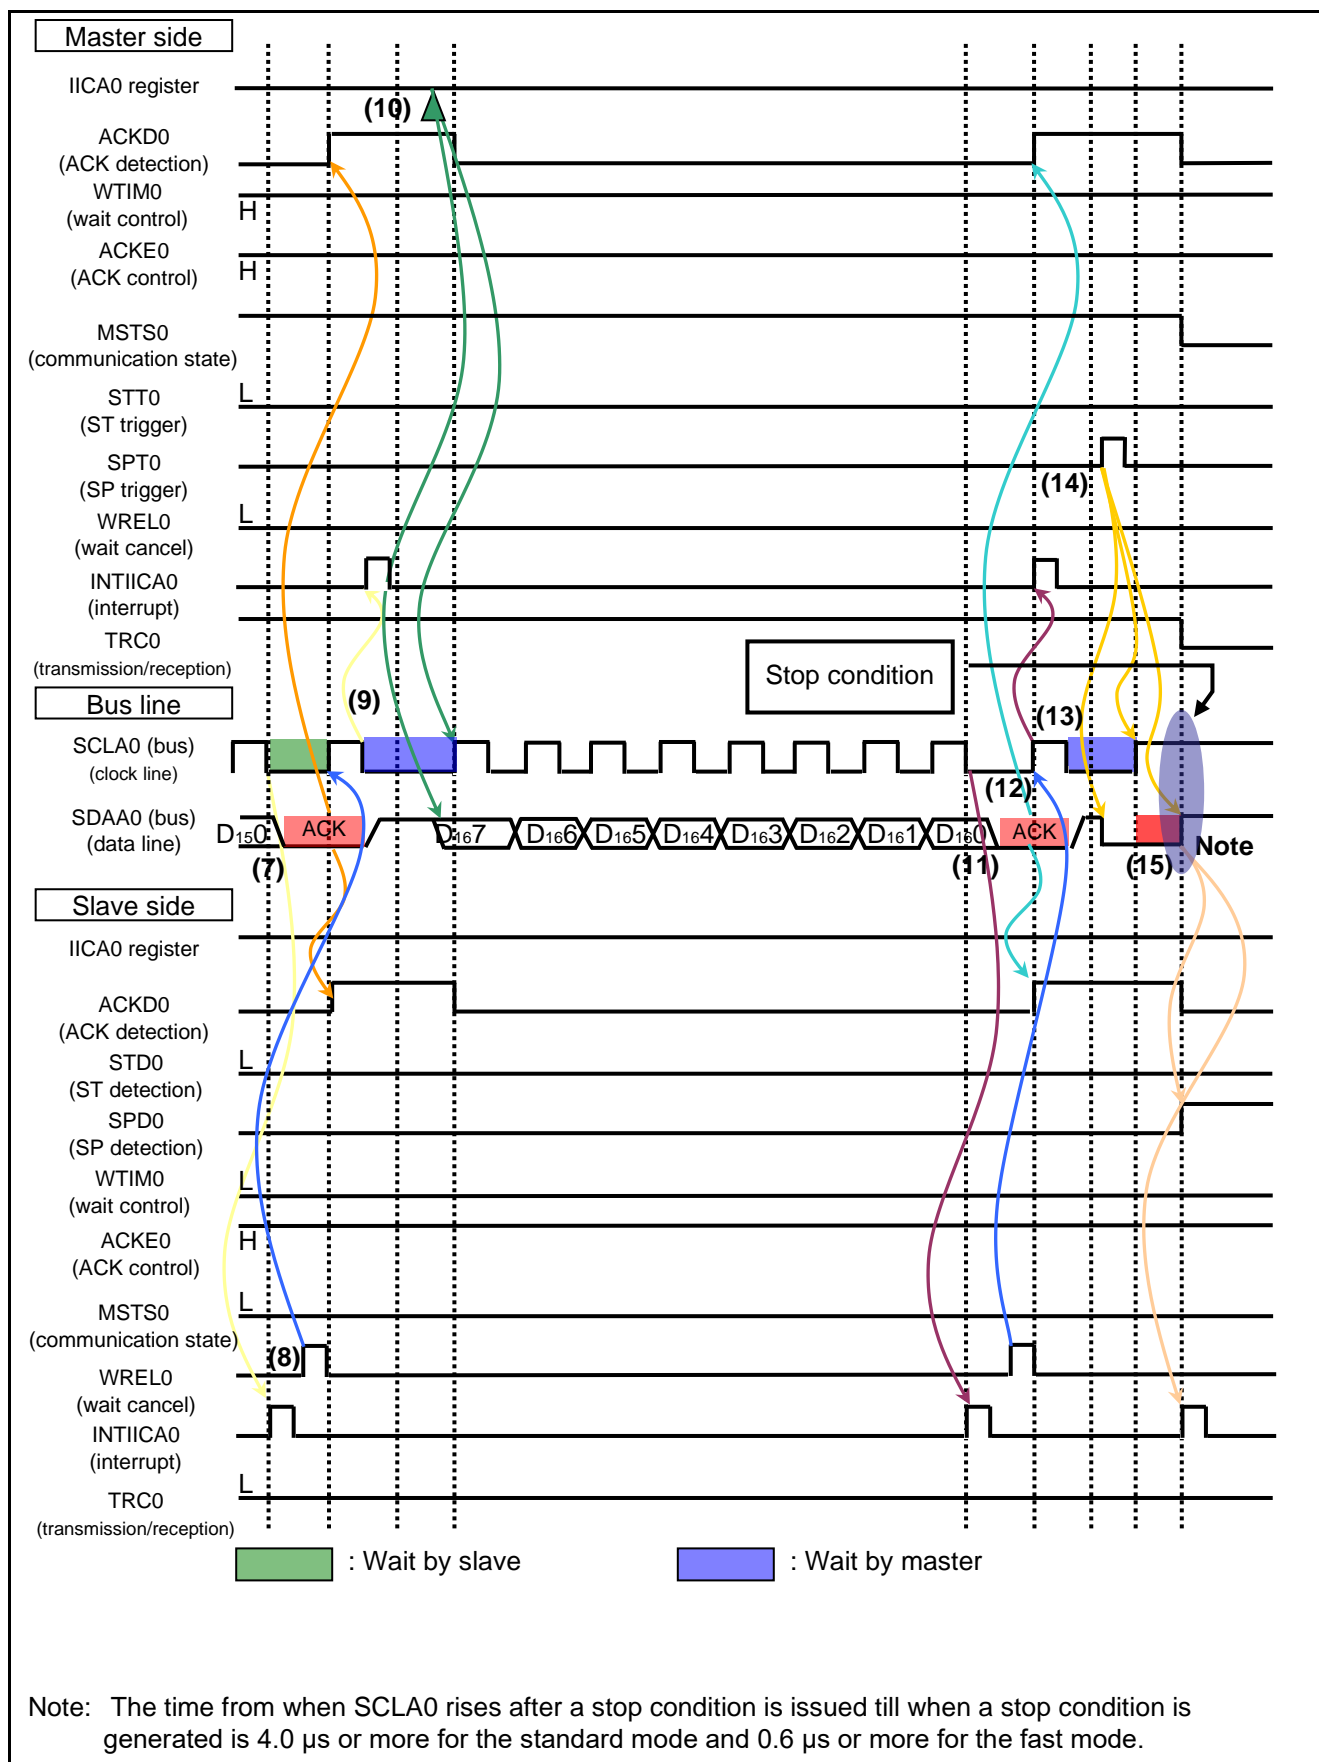 Master side
IICA0 register
(10)
ACKD0
(ACK detection)
WTIM0
(wait control)
H
ACKE0
(ACK control)
H
MSTS0
(communication state)
STT0
(ST trigger)
L
SPT0
(SP trigger)
(14)
WREL0
(wait cancel)
L
INTIICA0
(interrupt)
TRC0
(transmission/reception)
Stop condition
Bus line
(9)
(13)
SCLA0 (bus)
(clock line)
(12)
SDAA0 (bus)
(data line)
D150 ACK D167 D166 D165 D164 D163 D162 D161 D160 ACK
Note
(7)
(11)
(15)
Slave side
IICA0 register
ACKD0
(ACK detection)
STD0
(ST detection)
L
SPD0
(SP detection)
WTIM0
(wait control)
L
ACKE0
(ACK control)
H
MSTS0
(communication state)
L
(8)
WREL0
(wait cancel)
INTIICA0
(interrupt)
TRC0
(transmission/reception)
L
: Wait by slave
: Wait by master
Note: The time from when SCLA0 rises after a stop condition is issued till when a stop condition is
generated is 4.0 μs or more for the standard mode and 0.6 μs or more for the fast mode.